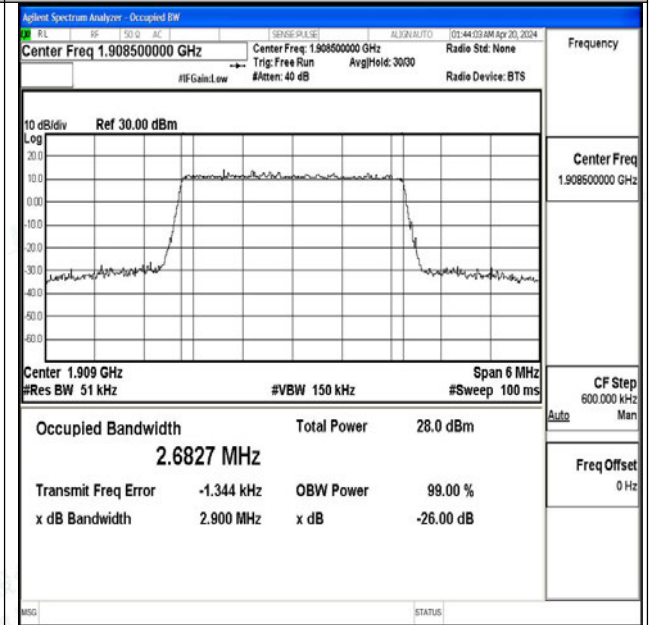 Agilent Spectrum Analyzer - Occupied BW
RL RF 50 Ω AC SENSE:PULSE ALIGN AUTO 01:44:03 AM Apr 20, 2024
Center Freq 1.908500000 GHz
Center Freq: 1.908500000 GHz
Radio Std: None
Trig: Free Run Avg|Hold: 30/30
#IFGain:Low #Atten: 40 dB
Radio Device: BTS
Frequency
10 dB/div Ref 30.00 dBm
Log
20.0
10.0
0.00
-10.0
-20.0
-30.0
-40.0
-50.0
-60.0
Center 1.909 GHz Span 6 MHz
#Res BW 51 kHz #VBW 150 kHz #Sweep 100 ms
Occupied Bandwidth Total Power 28.0 dBm
2.6827 MHz
Transmit Freq Error -1.344 kHz OBW Power 99.00 %
x dB Bandwidth 2.900 MHz x dB -26.00 dB
Center Freq
1.908500000 GHz
CF Step
600.000 kHz
Auto Man
Freq Offset
0 Hz
MSG STATUS